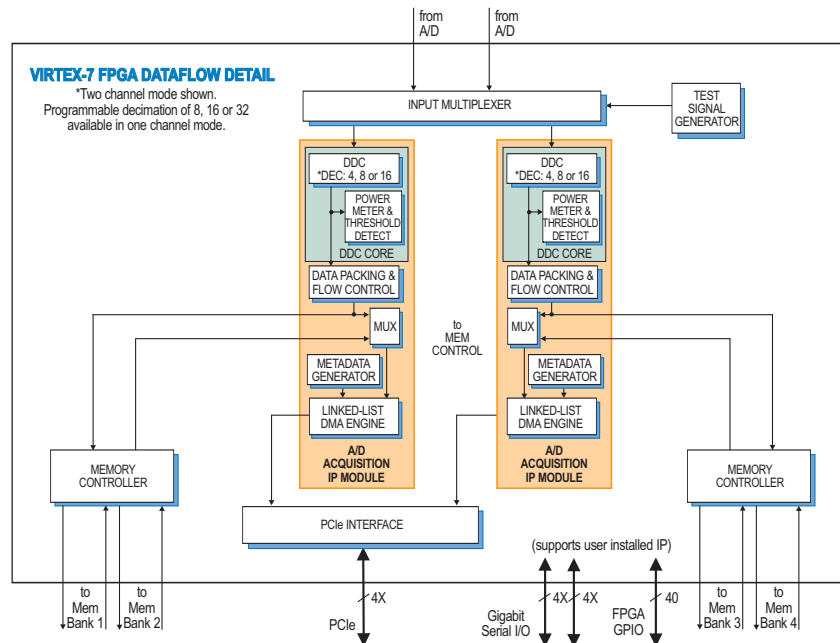 from
A/D
from
A/D
VIRTEX-7 FPGA DATAFLOW DETAIL
*Two channel mode shown.
Programmable decimation of 8, 16 or 32
available in one channel mode.
INPUT MULTIPLEXER
TEST
SIGNAL
GENERATOR
DDC
*DEC: 4, 8 or 16
POWER
METER &
THRESHOLD
DETECT
DDC CORE
DATA PACKING &
FLOW CONTROL
MUX
METADATA
GENERATOR
LINKED-LIST
DMA ENGINE
A/D
ACQUISITION
IP MODULE
to
MEM
CONTROL
DDC
*DEC: 4, 8 or 16
POWER
METER &
THRESHOLD
DETECT
DDC CORE
DATA PACKING &
FLOW CONTROL
MUX
METADATA
GENERATOR
LINKED-LIST
DMA ENGINE
A/D
ACQUISITION
IP MODULE
MEMORY
CONTROLLER
MEMORY
CONTROLLER
PCIe INTERFACE
(supports user installed IP)
to
Mem
Bank 1
to
Mem
Bank 2
4X
PCIe
4X
4X
Gigabit
Serial I/O
40
FPGA
GPIO
to
Mem
Bank 3
to
Mem
Bank 4